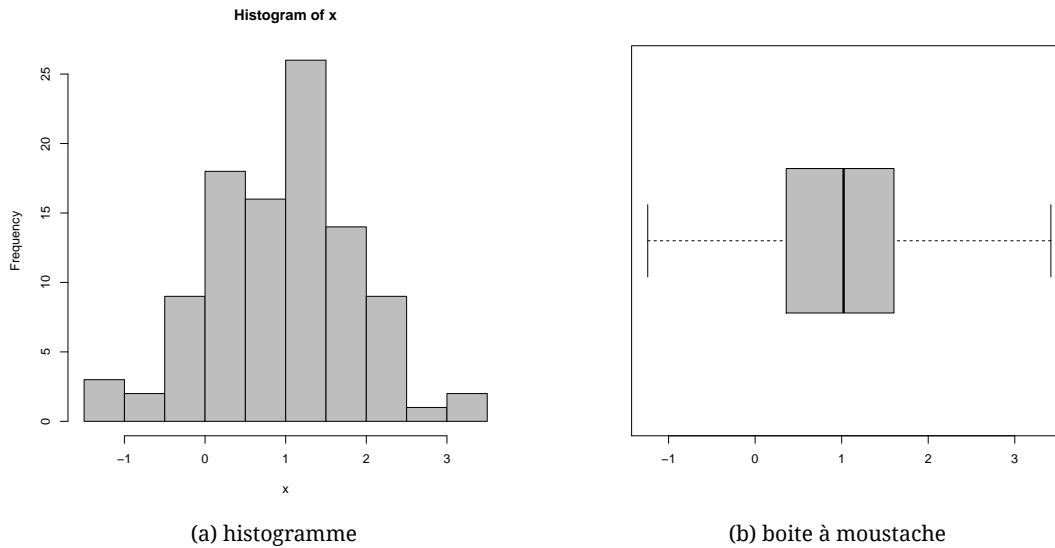 Histogram of x
Frequency
25
20
15
10
5
0
−1 0 1 2 3
x
−1 0 1 2 3
(a) histogramme
(b) boite à moustache